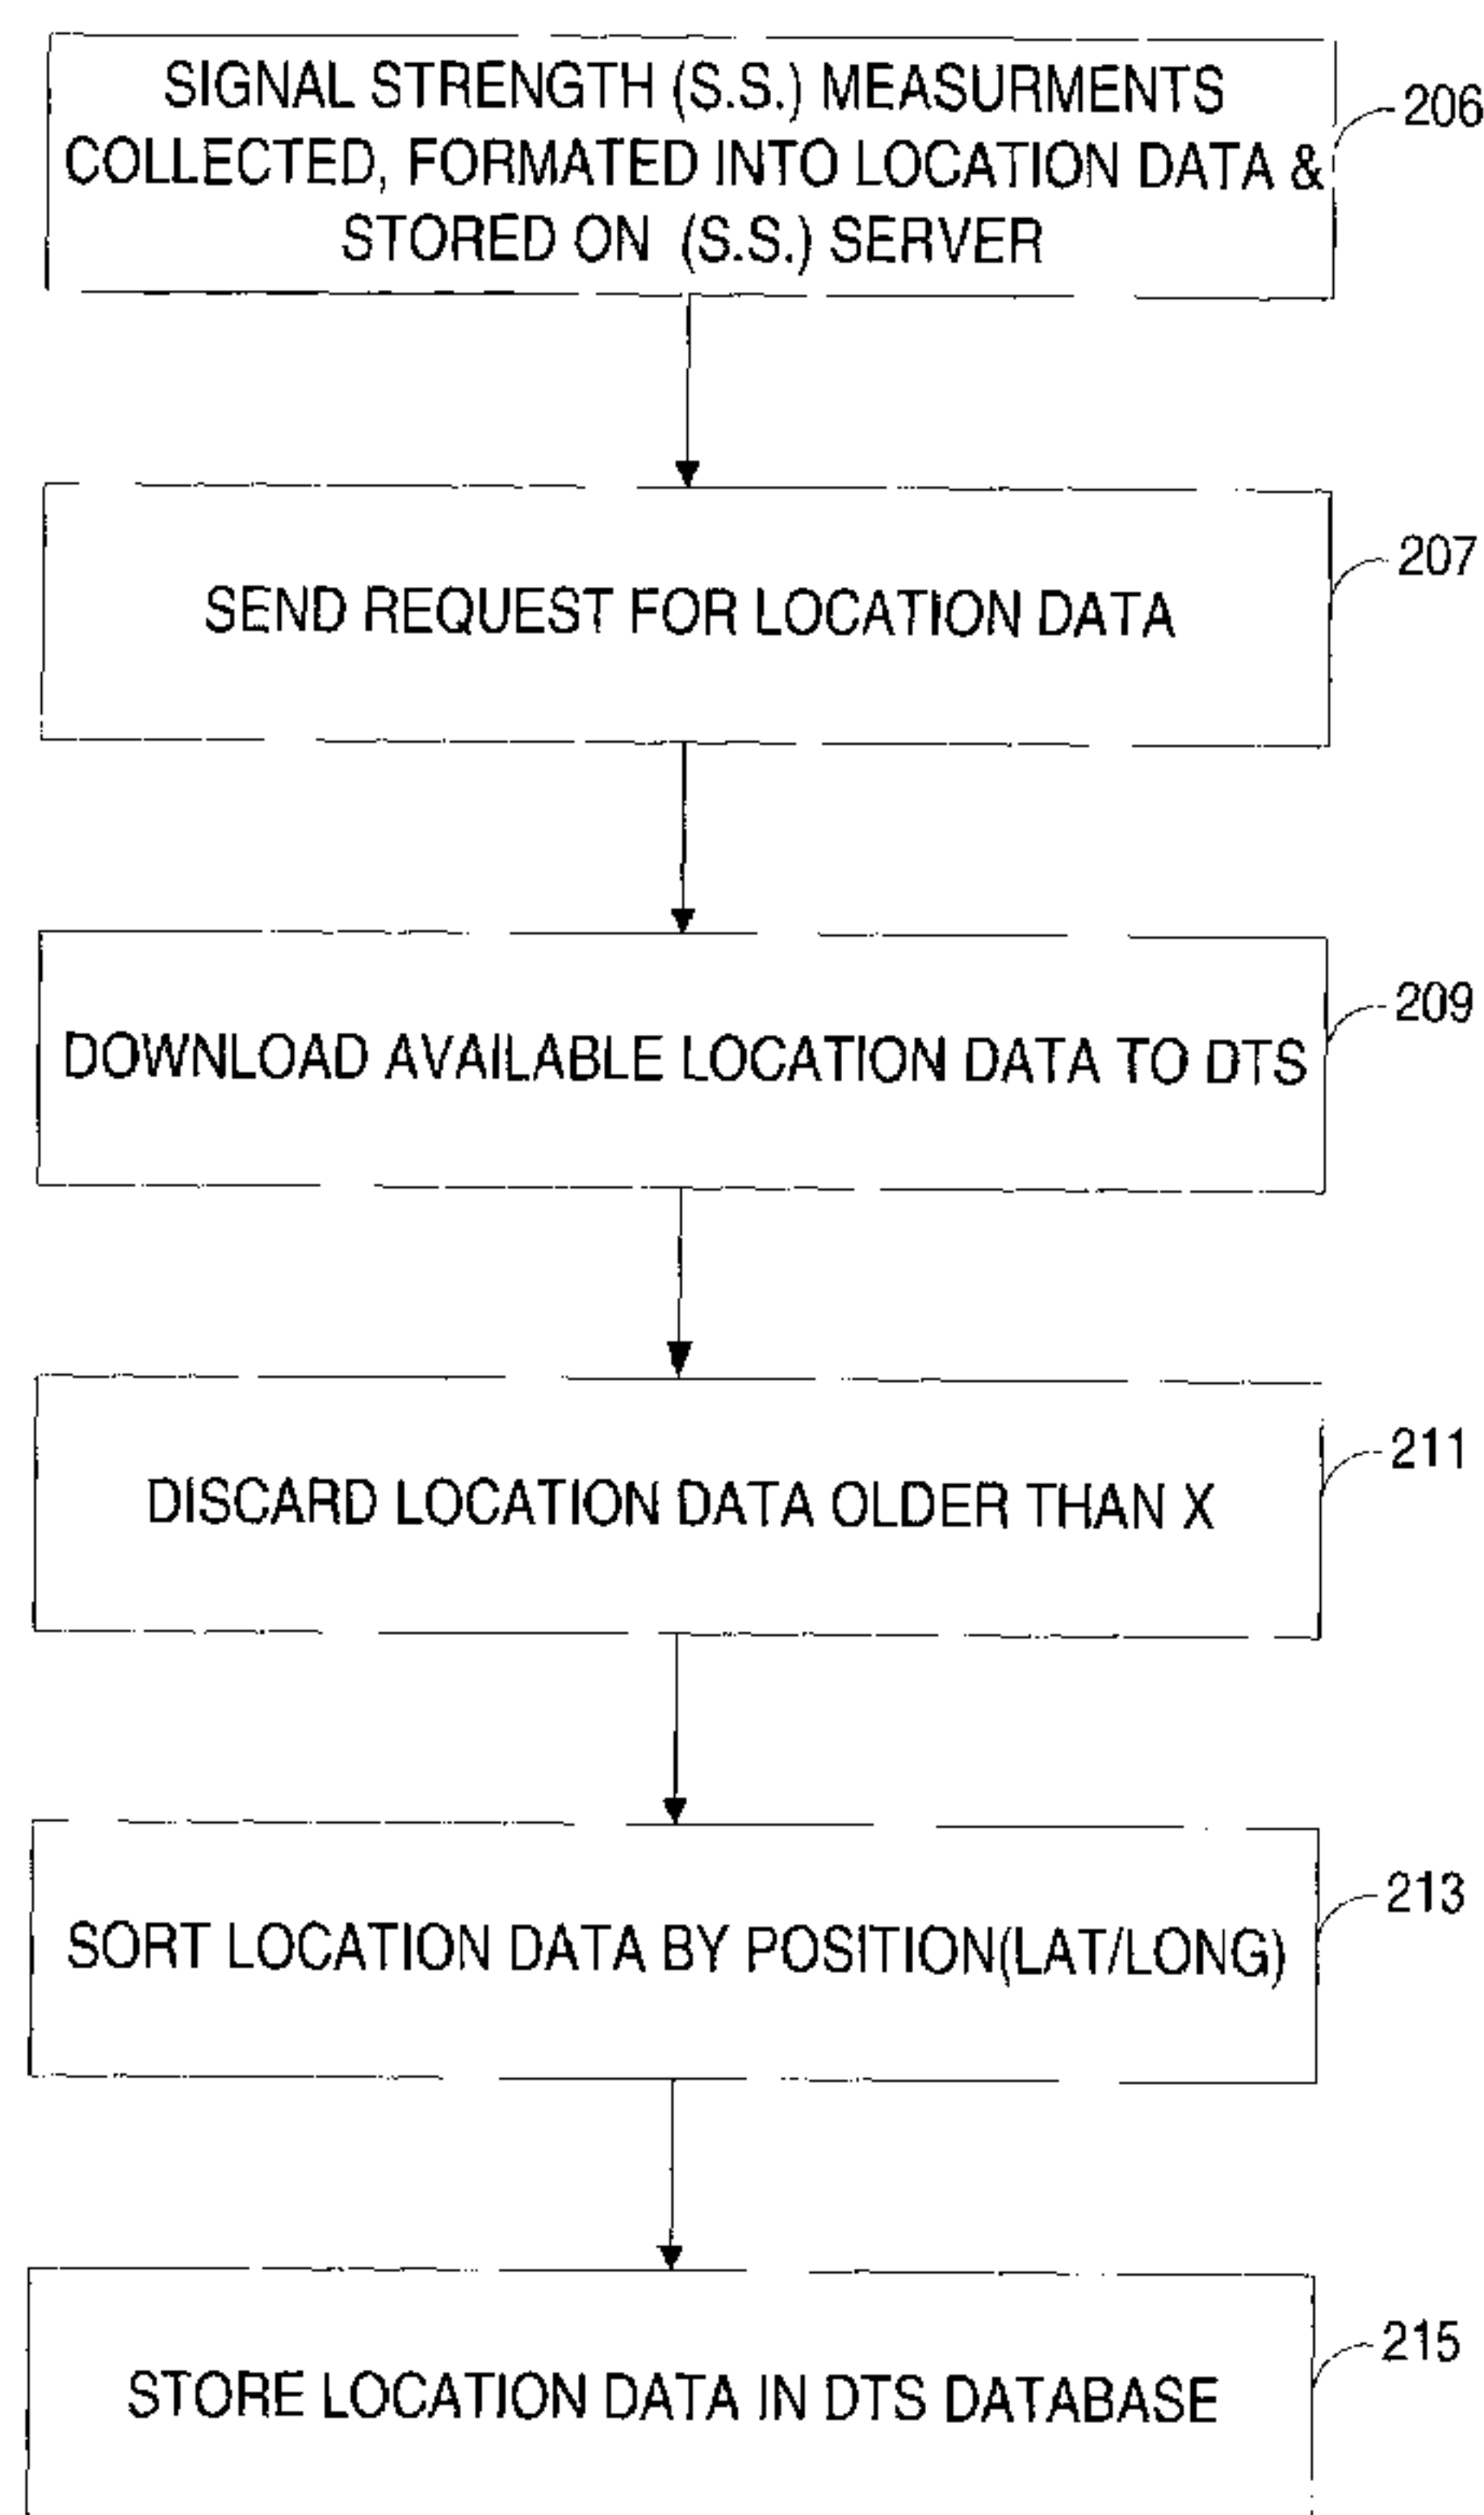 SIGNAL STRENGTH (S.S.) MEASURMENTS
COLLECTED, FORMATED INTO LOCATION DATA &
STORED ON (S.S.) SERVER
206
SEND REQUEST FOR LOCATION DATA
207
DOWNLOAD AVAILABLE LOCATION DATA TO DTS
209
DISCARD LOCATION DATA OLDER THAN X
211
SORT LOCATION DATA BY POSITION(LAT/LONG)
213
STORE LOCATION DATA IN DTS DATABASE
215